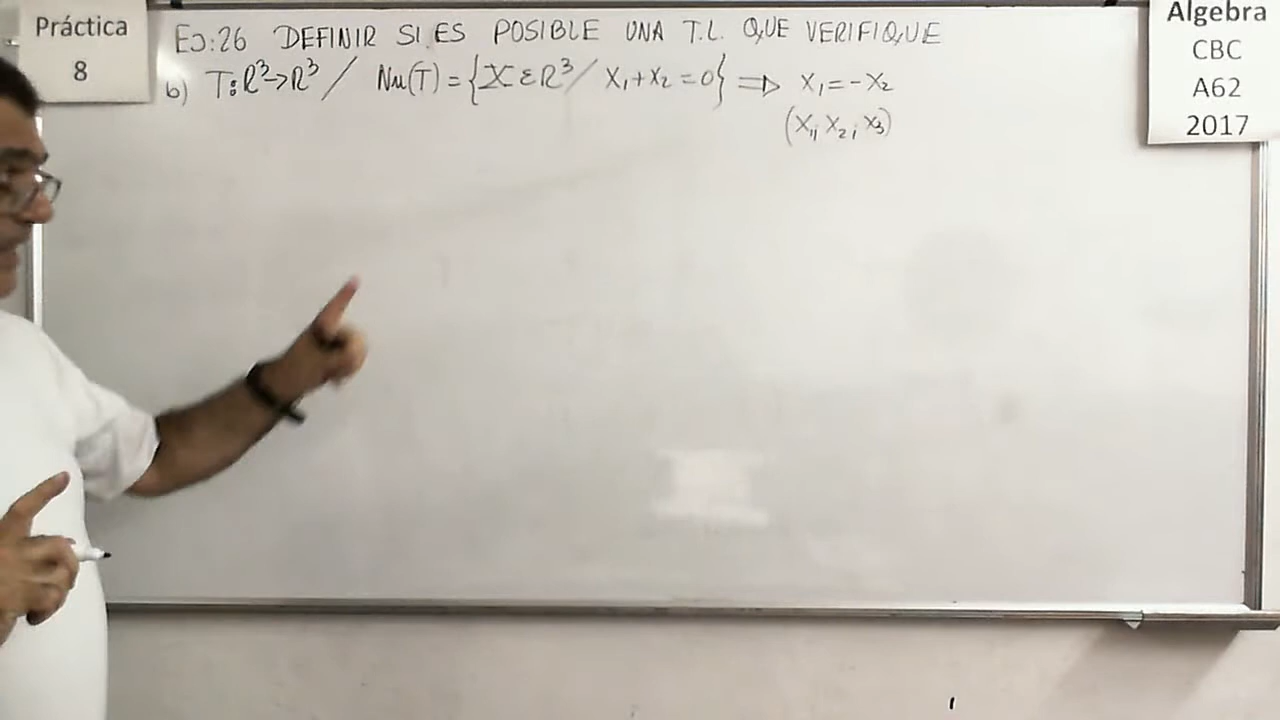 Práctica
8
EJ:26 DEFINIR SI ES POSIBLE UNA T.L. QUE VERIFIQUE
b) T:R³→R³ / Nu(T) = {X ε R³ / X₁+X₂ = 0} ⇒ X₁ = -X₂
(X₁; X₂; X₃)
Algebra
CBC
A62
2017